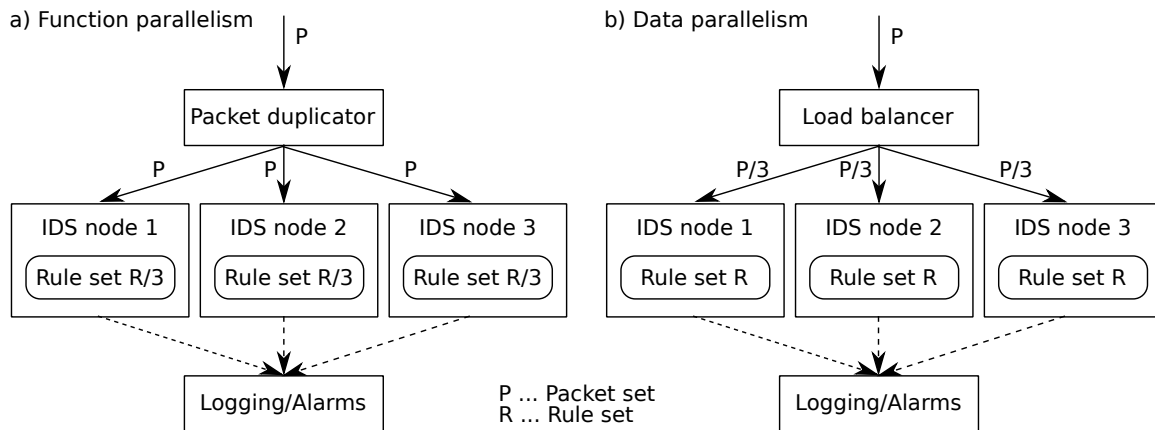 a) Function parallelism
P
Packet duplicator
P
P
P
IDS node 1
Rule set R/3
IDS node 2
Rule set R/3
IDS node 3
Rule set R/3
Logging/Alarms
P ... Packet set
R ... Rule set
b) Data parallelism
P
Load balancer
P/3
P/3
P/3
IDS node 1
Rule set R
IDS node 2
Rule set R
IDS node 3
Rule set R
Logging/Alarms